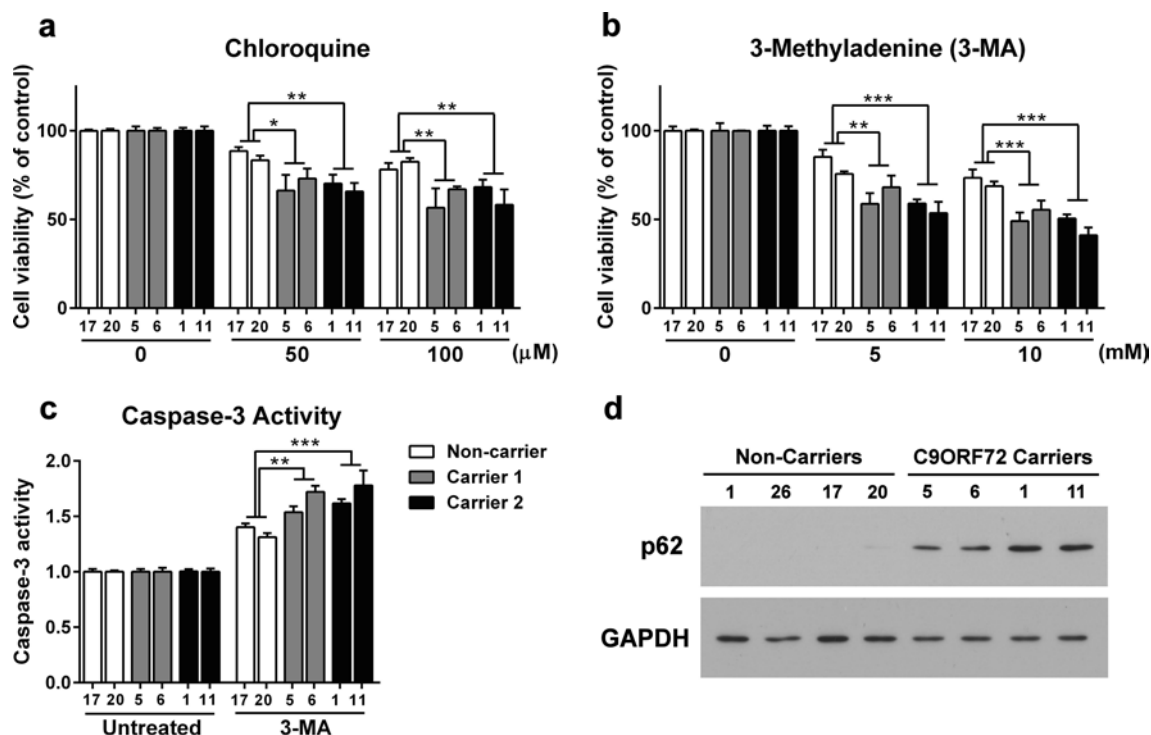 a
Chloroquine
Cell viability (% of control)
100
50
0
** **
* **
17 20 5 6 1 11 17 20 5 6 1 11 17 20 5 6 1 11
0 50 100 (μM)
b
3-Methyladenine (3-MA)
Cell viability (% of control)
100
50
0
*** ***
** ***
17 20 5 6 1 11 17 20 5 6 1 11 17 20 5 6 1 11
0 5 10 (mM)
c
Caspase-3 Activity
Caspase-3 activity
2.0
1.5
1.0
0.5
0.0
***
**
17 20 5 6 1 11 17 20 5 6 1 11
Untreated 3-MA
Non-carrier
Carrier 1
Carrier 2
d
Non-Carriers C9ORF72 Carriers
1 26 17 20 5 6 1 11
p62
GAPDH